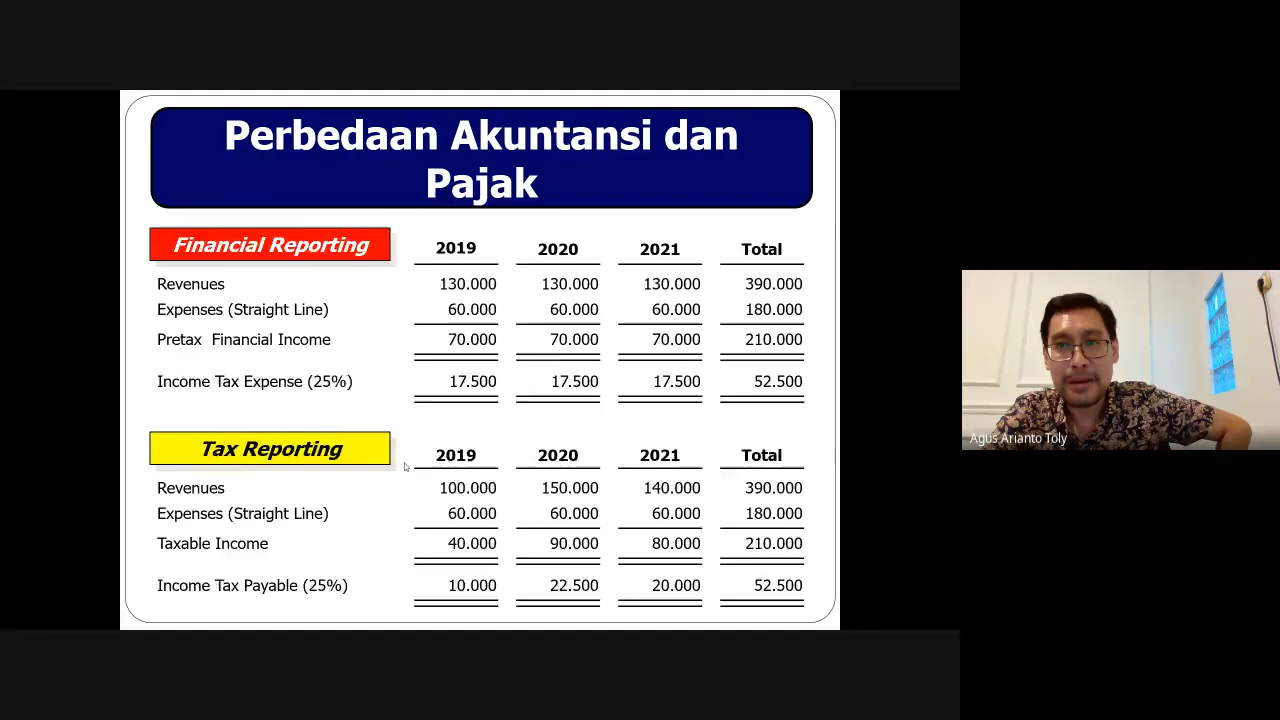 Perbedaan Akuntansi dan
Pajak
Financial Reporting 2019 2020 2021 Total
Revenues 130.000 130.000 130.000 390.000
Expenses (Straight Line) 60.000 60.000 60.000 180.000
Pretax Financial Income 70.000 70.000 70.000 210.000
Income Tax Expense (25%) 17.500 17.500 17.500 52.500
Tax Reporting 2019 2020 2021 Total
Revenues 100.000 150.000 140.000 390.000
Expenses (Straight Line) 60.000 60.000 60.000 180.000
Taxable Income 40.000 90.000 80.000 210.000
Income Tax Payable (25%) 10.000 22.500 20.000 52.500
Agus Arianto Toly